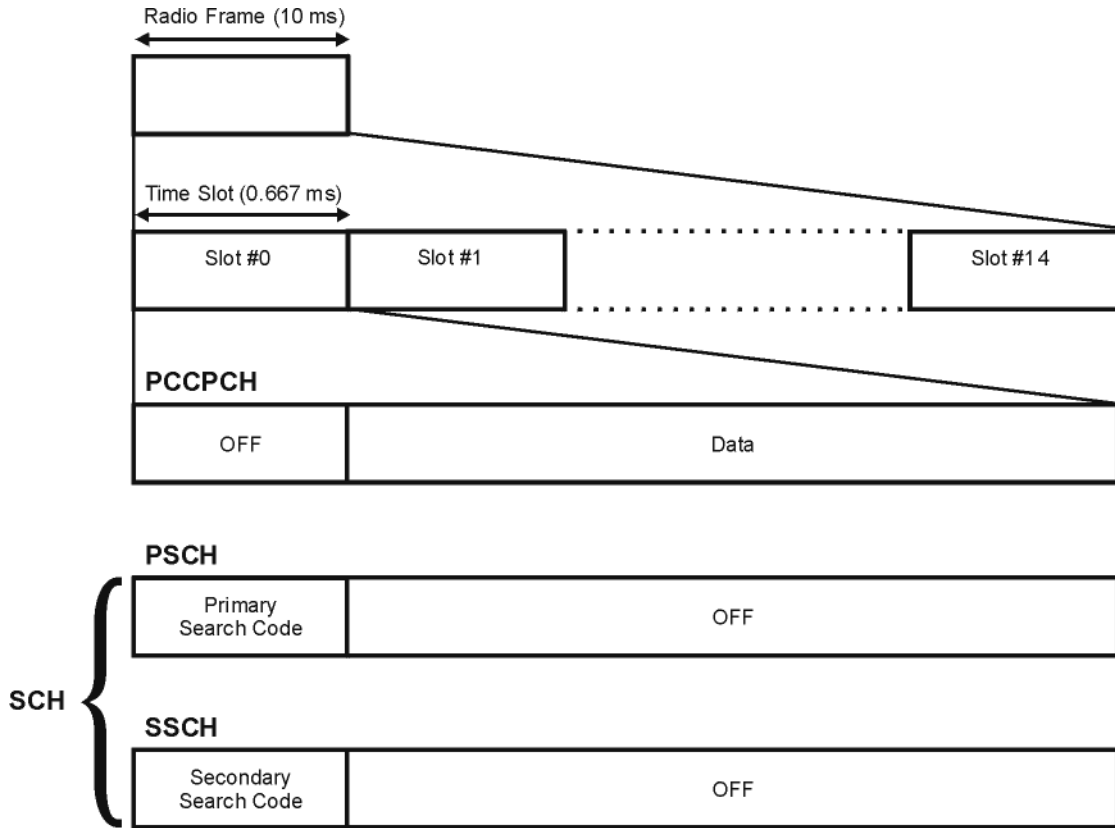 Radio Frame (10 ms)
Time Slot (0.667 ms)
Slot #0
Slot #1
Slot #14
PCCPCH
OFF
Data
PSCH
Primary
Search Code
OFF
SCH
SSCH
Secondary
Search Code
OFF